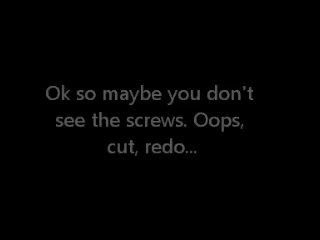 Ok so maybe you don't
see the screws. Oops,
cut, redo...